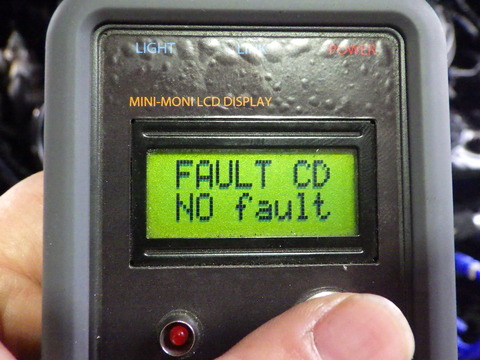 LIGHT LINK POWER
MINI-MONI LCD DISPLAY
FAULT CD
NO fault